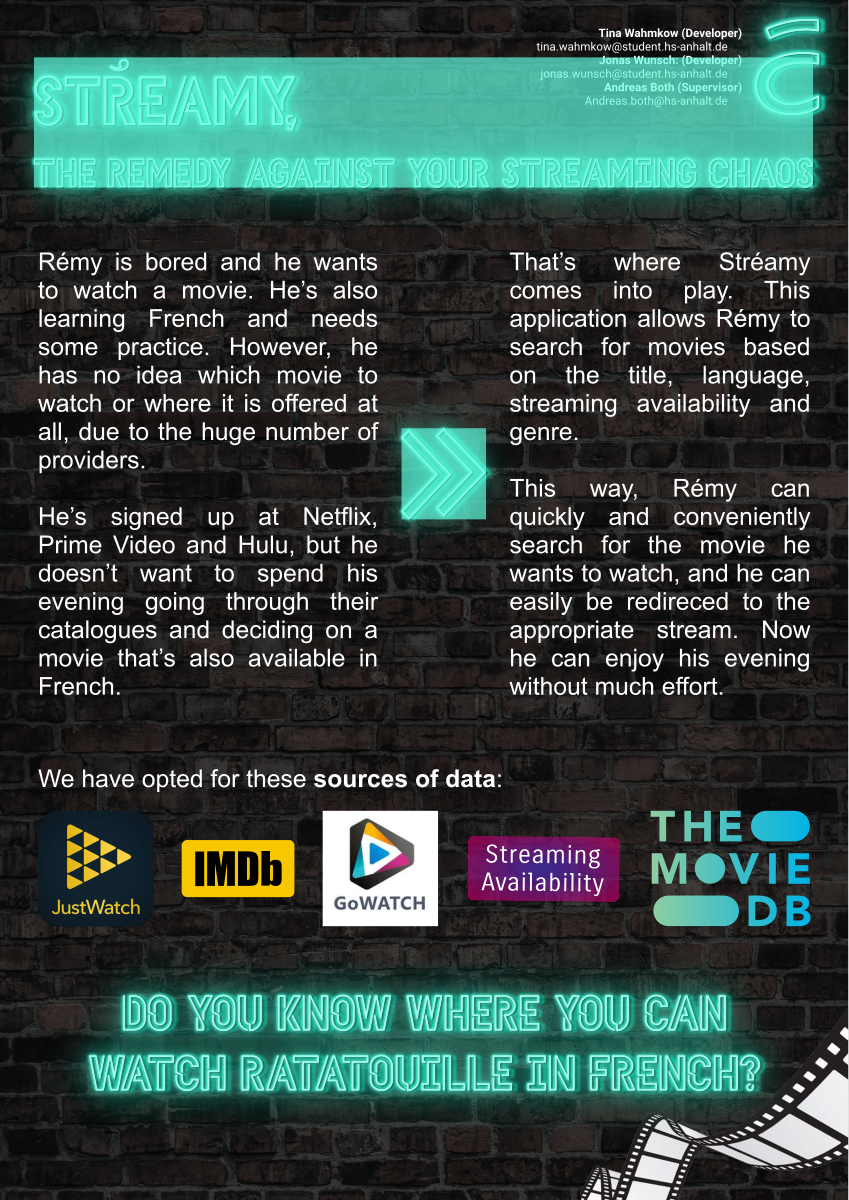 Tina Wahmkow (Developer)
tina.wahmkow@student.hs-anhalt.de
Jonas Wunsch: (Developer)
jonas.wunsch@student.hs-anhalt.de
Andreas Both (Supervisor)
Andreas.both@hs-anhalt.de
STRÉAMY,
THE REMEDY AGAINST YOUR STREAMING CHAOS
Rémy is bored and he wants
to watch a movie. He’s also
learning French and needs
some practice. However, he
has no idea which movie to
watch or where it is offered at
all, due to the huge number of
providers.
He’s signed up at Netflix,
Prime Video and Hulu, but he
doesn’t want to spend his
evening going through their
catalogues and deciding on a
movie that’s also available in
French.
That’s where Stréamy
comes into play. This
application allows Rémy to
search for movies based
on the title, language,
streaming availability and
genre.
This way, Rémy can
quickly and conveniently
search for the movie he
wants to watch, and he can
easily be redireced to the
appropriate stream. Now
he can enjoy his evening
without much effort.
We have opted for these sources of data:
JustWatch
IMDb
GoWATCH
Streaming
Availability
THE
MOVIE
DB
DO YOU KNOW WHERE YOU CAN
WATCH RATATOUILLE IN FRENCH?